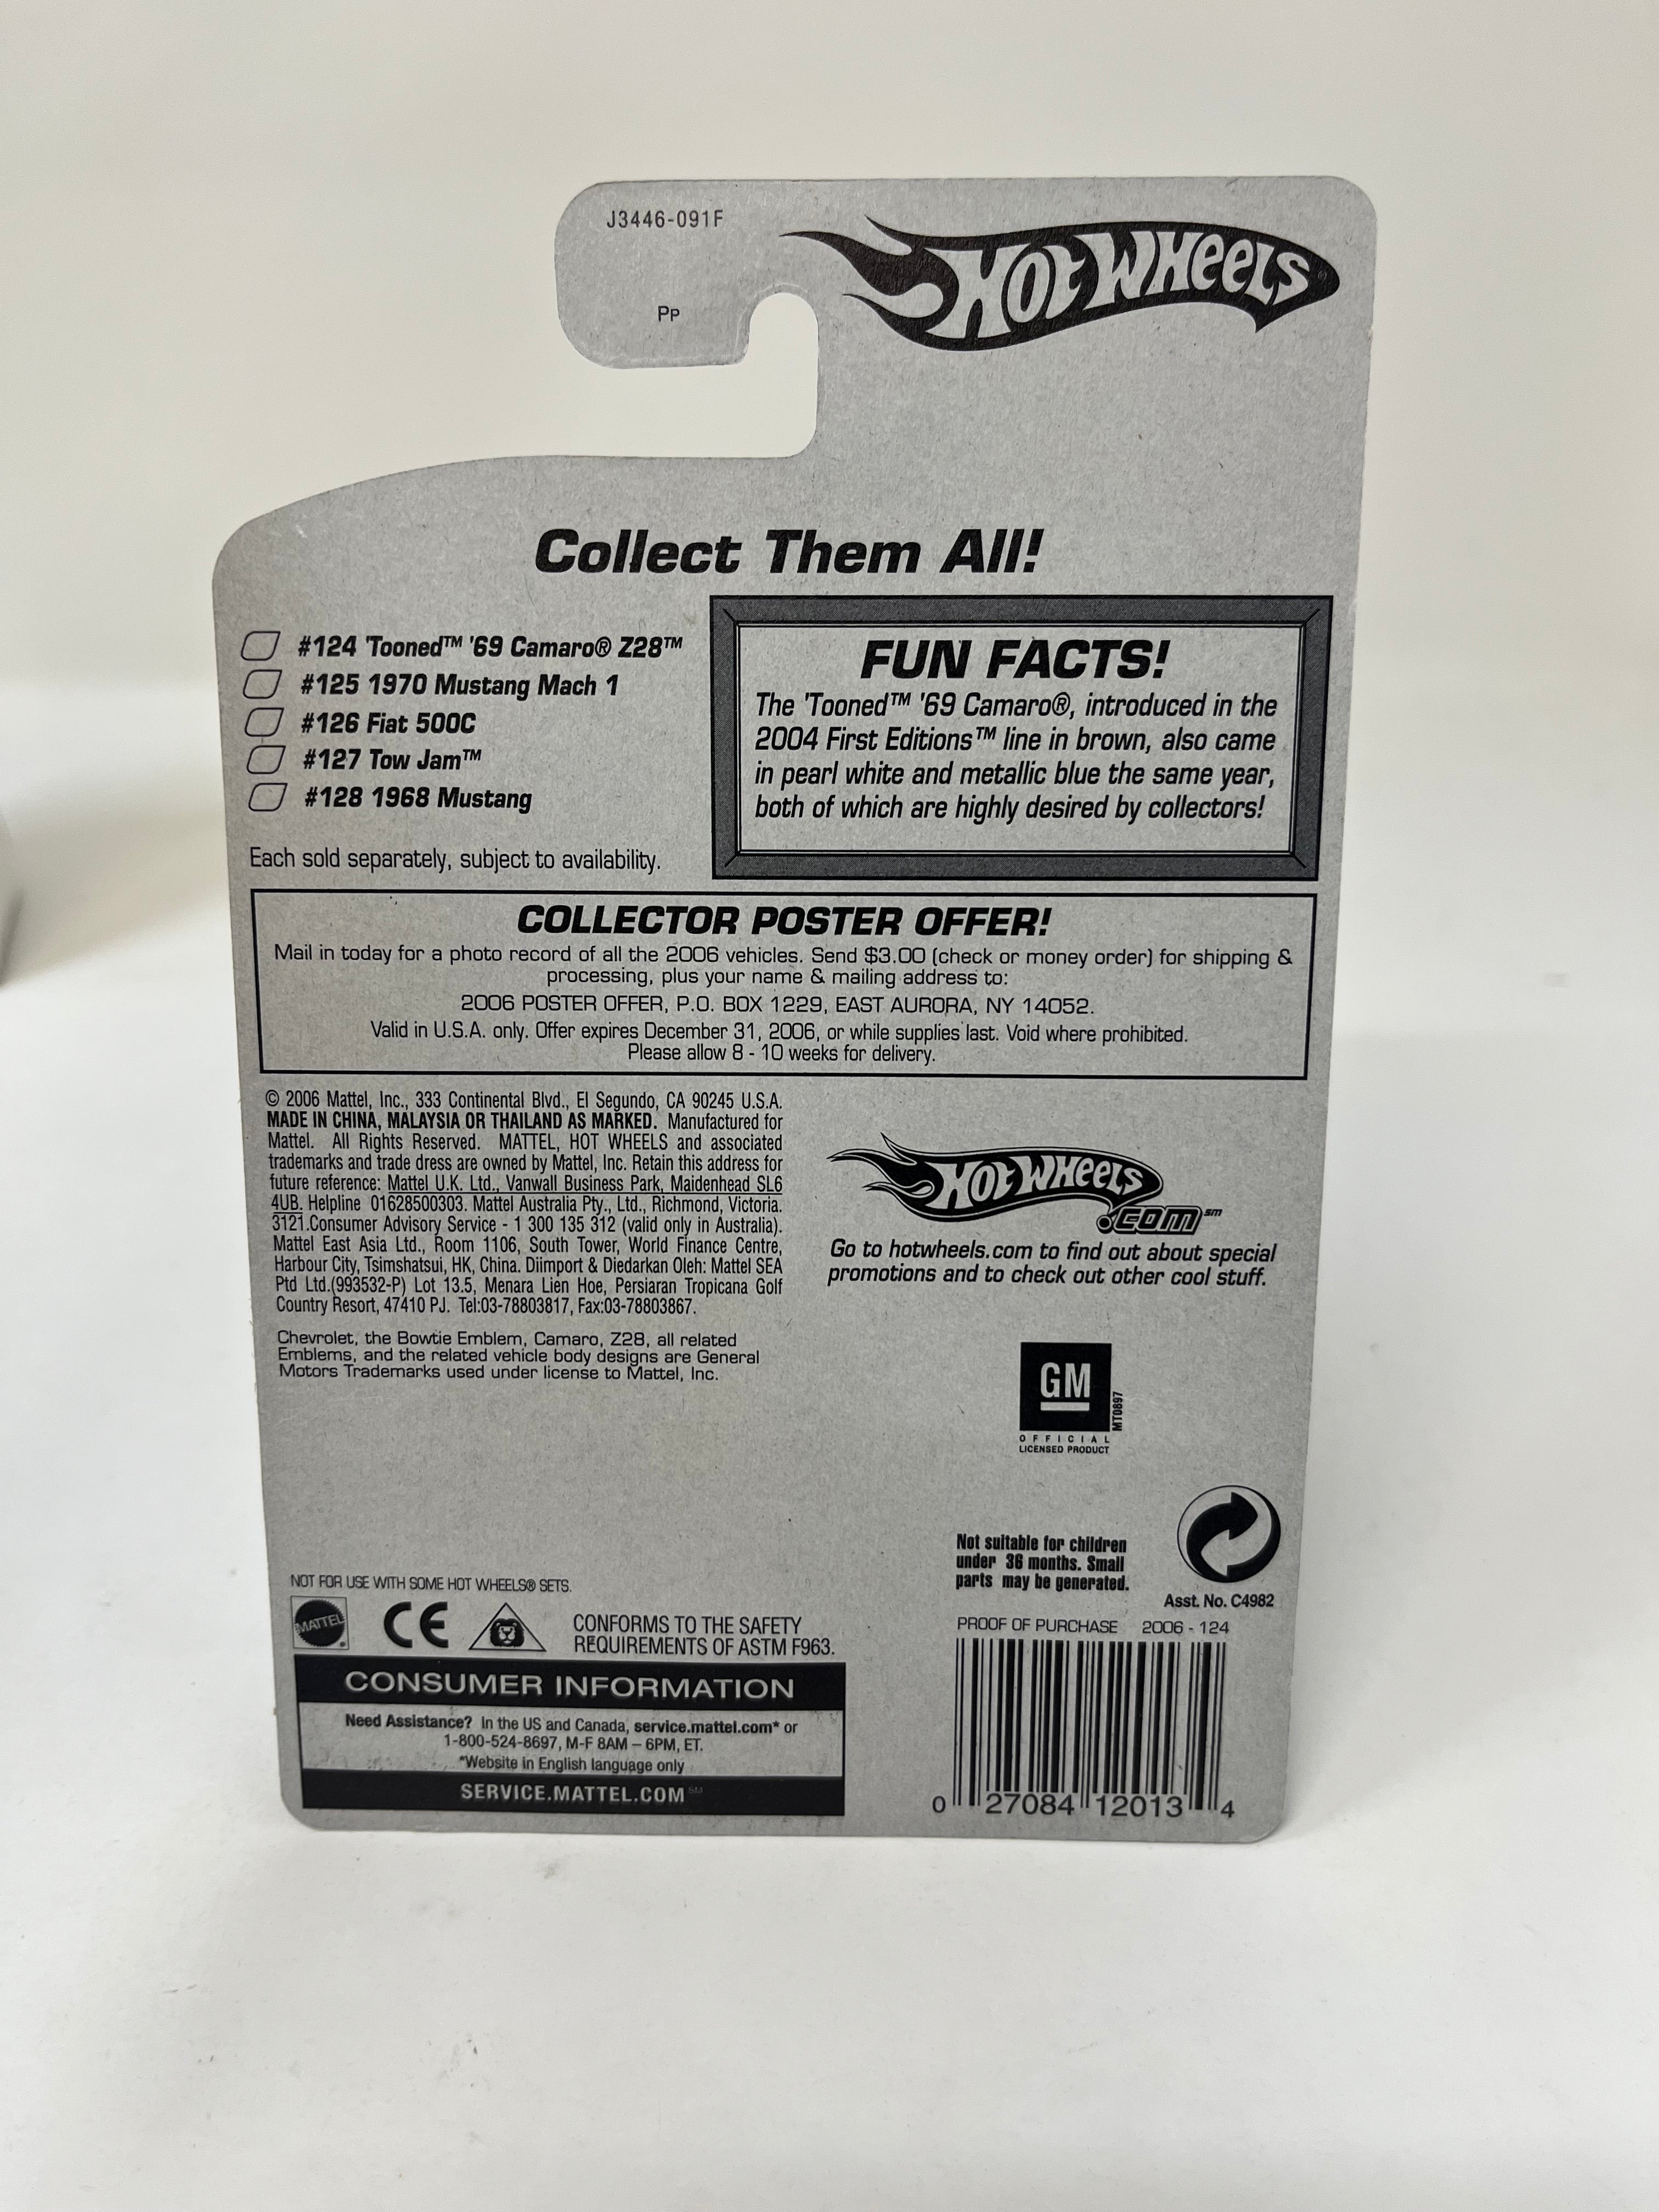 J3446-091F
Pp
HOT WHEELS®
Collect Them All!
#124 'Tooned™ '69 Camaro® Z28™
#125 1970 Mustang Mach 1
#126 Fiat 500C
#127 Tow Jam™
#128 1968 Mustang
Each sold separately, subject to availability.
FUN FACTS!
The 'Tooned™ '69 Camaro®, introduced in the
2004 First Editions™ line in brown, also came
in pearl white and metallic blue the same year,
both of which are highly desired by collectors!
COLLECTOR POSTER OFFER!
Mail in today for a photo record of all the 2006 vehicles. Send $3.00 (check or money order) for shipping &
processing, plus your name & mailing address to:
2006 POSTER OFFER, P.O. BOX 1229, EAST AURORA, NY 14052.
Valid in U.S.A. only. Offer expires December 31, 2006, or while supplies last. Void where prohibited.
Please allow 8 - 10 weeks for delivery.
© 2006 Mattel, Inc., 333 Continental Blvd., El Segundo, CA 90245 U.S.A.
MADE IN CHINA, MALAYSIA OR THAILAND AS MARKED. Manufactured for
Mattel. All Rights Reserved. MATTEL, HOT WHEELS and associated
trademarks and trade dress are owned by Mattel, Inc. Retain this address for
future reference: Mattel U.K. Ltd., Vanwall Business Park, Maidenhead SL6
4UB. Helpline 01628500303. Mattel Australia Pty., Ltd., Richmond, Victoria.
3121.Consumer Advisory Service - 1 300 135 312 (valid only in Australia).
Mattel East Asia Ltd., Room 1106, South Tower, World Finance Centre,
Harbour City, Tsimshatsui, HK, China. Diimport & Diedarkan Oleh: Mattel SEA
Ptd Ltd.(993532-P) Lot 13.5, Menara Lien Hoe, Persiaran Tropicana Golf
Country Resort, 47410 PJ. Tel:03-78803817, Fax:03-78803867.
Chevrolet, the Bowtie Emblem, Camaro, Z28, all related
Emblems, and the related vehicle body designs are General
Motors Trademarks used under license to Mattel, Inc.
HOT WHEELS
.COM℠
Go to hotwheels.com to find out about special
promotions and to check out other cool stuff.
GM
MT0897
OFFICIAL
LICENSED PRODUCT
Not suitable for children
under 36 months. Small
parts may be generated.
Asst. No. C4982
NOT FOR USE WITH SOME HOT WHEELS® SETS.
MATTEL®
CE
CONFORMS TO THE SAFETY
REQUIREMENTS OF ASTM F963.
CONSUMER INFORMATION
Need Assistance? In the US and Canada, service.mattel.com* or
1-800-524-8697, M-F 8AM – 6PM, ET.
*Website in English language only
SERVICE.MATTEL.COM℠
PROOF OF PURCHASE 2006 - 124
0 27084 12013 4